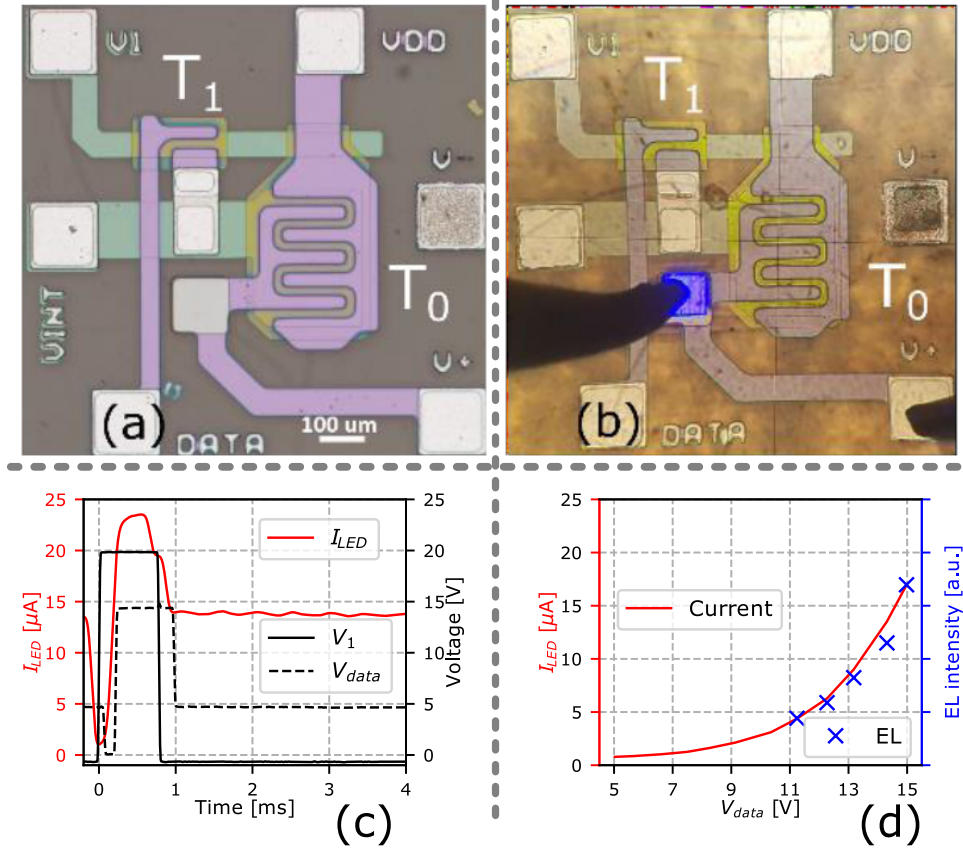 V1
VDD
T1
V-
T0
VINT
V+
(a)
100 um
DATA
V1
VDD
T1
V-
T0
V+
(b)
DATA
25
20
15
10
5
0
I_LED [μA]
I_LED
V_1
V_data
25
20
15
10
5
0
Voltage [V]
0
1
2
3
4
Time [ms]
(c)
25
20
15
10
5
0
I_LED [μA]
Current
EL
EL intensity [a.u.]
5
7
9
11
13
15
V_data [V]
(d)